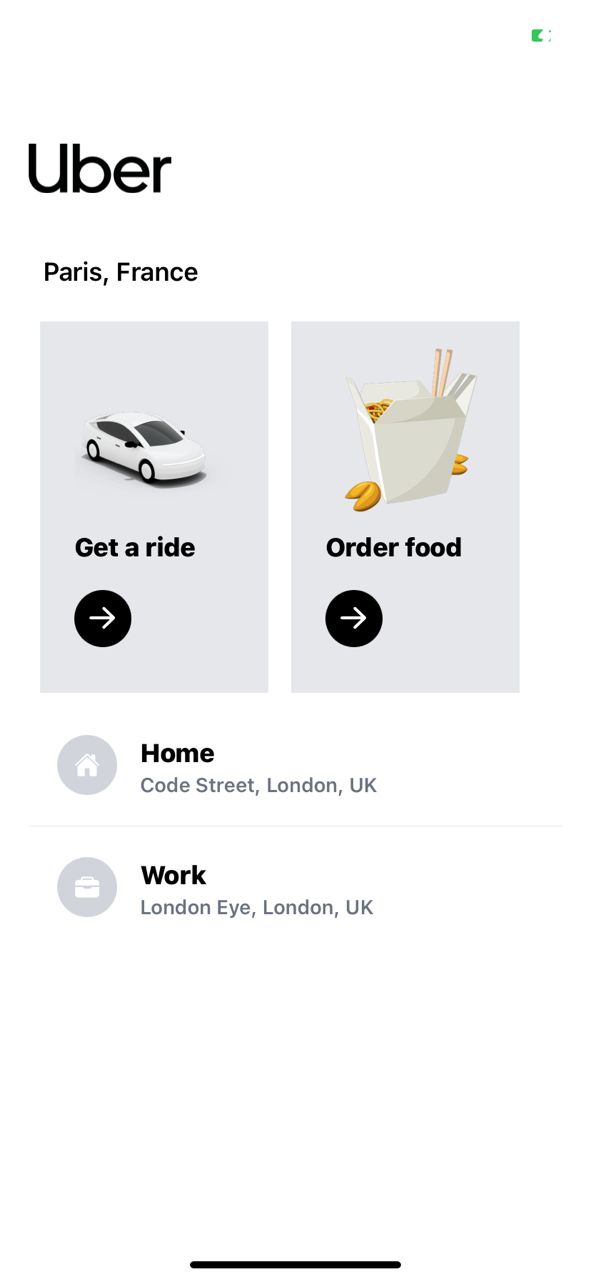 Uber
Paris, France
Get a ride
Order food
Home
Code Street, London, UK
Work
London Eye, London, UK